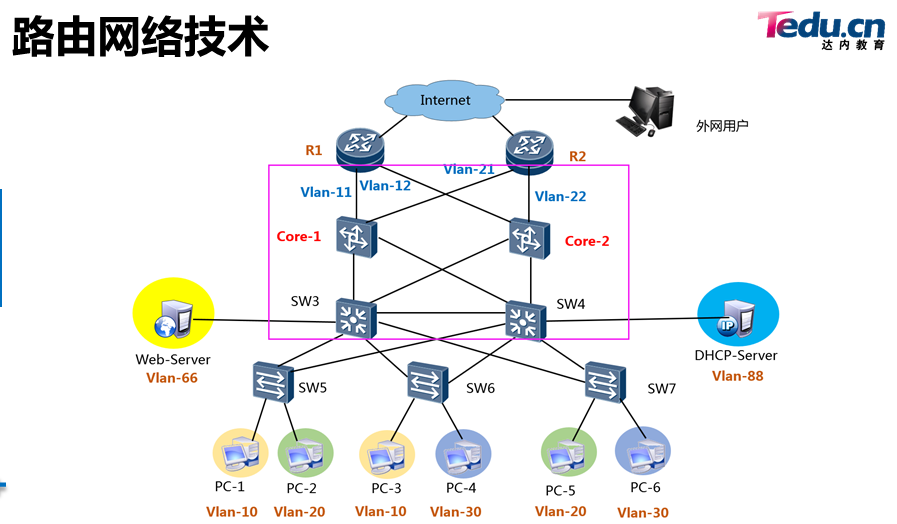 路由网络技术
Tedu.cn
达内教育
Internet
外网用户
R1
R2
Vlan-11
Vlan-12
Vlan-21
Vlan-22
Core-1
Core-2
SW3
SW4
Web-Server
Vlan-66
IP
DHCP-Server
Vlan-88
SW5
SW6
SW7
PC-1
PC-2
PC-3
PC-4
PC-5
PC-6
Vlan-10
Vlan-20
Vlan-10
Vlan-30
Vlan-20
Vlan-30